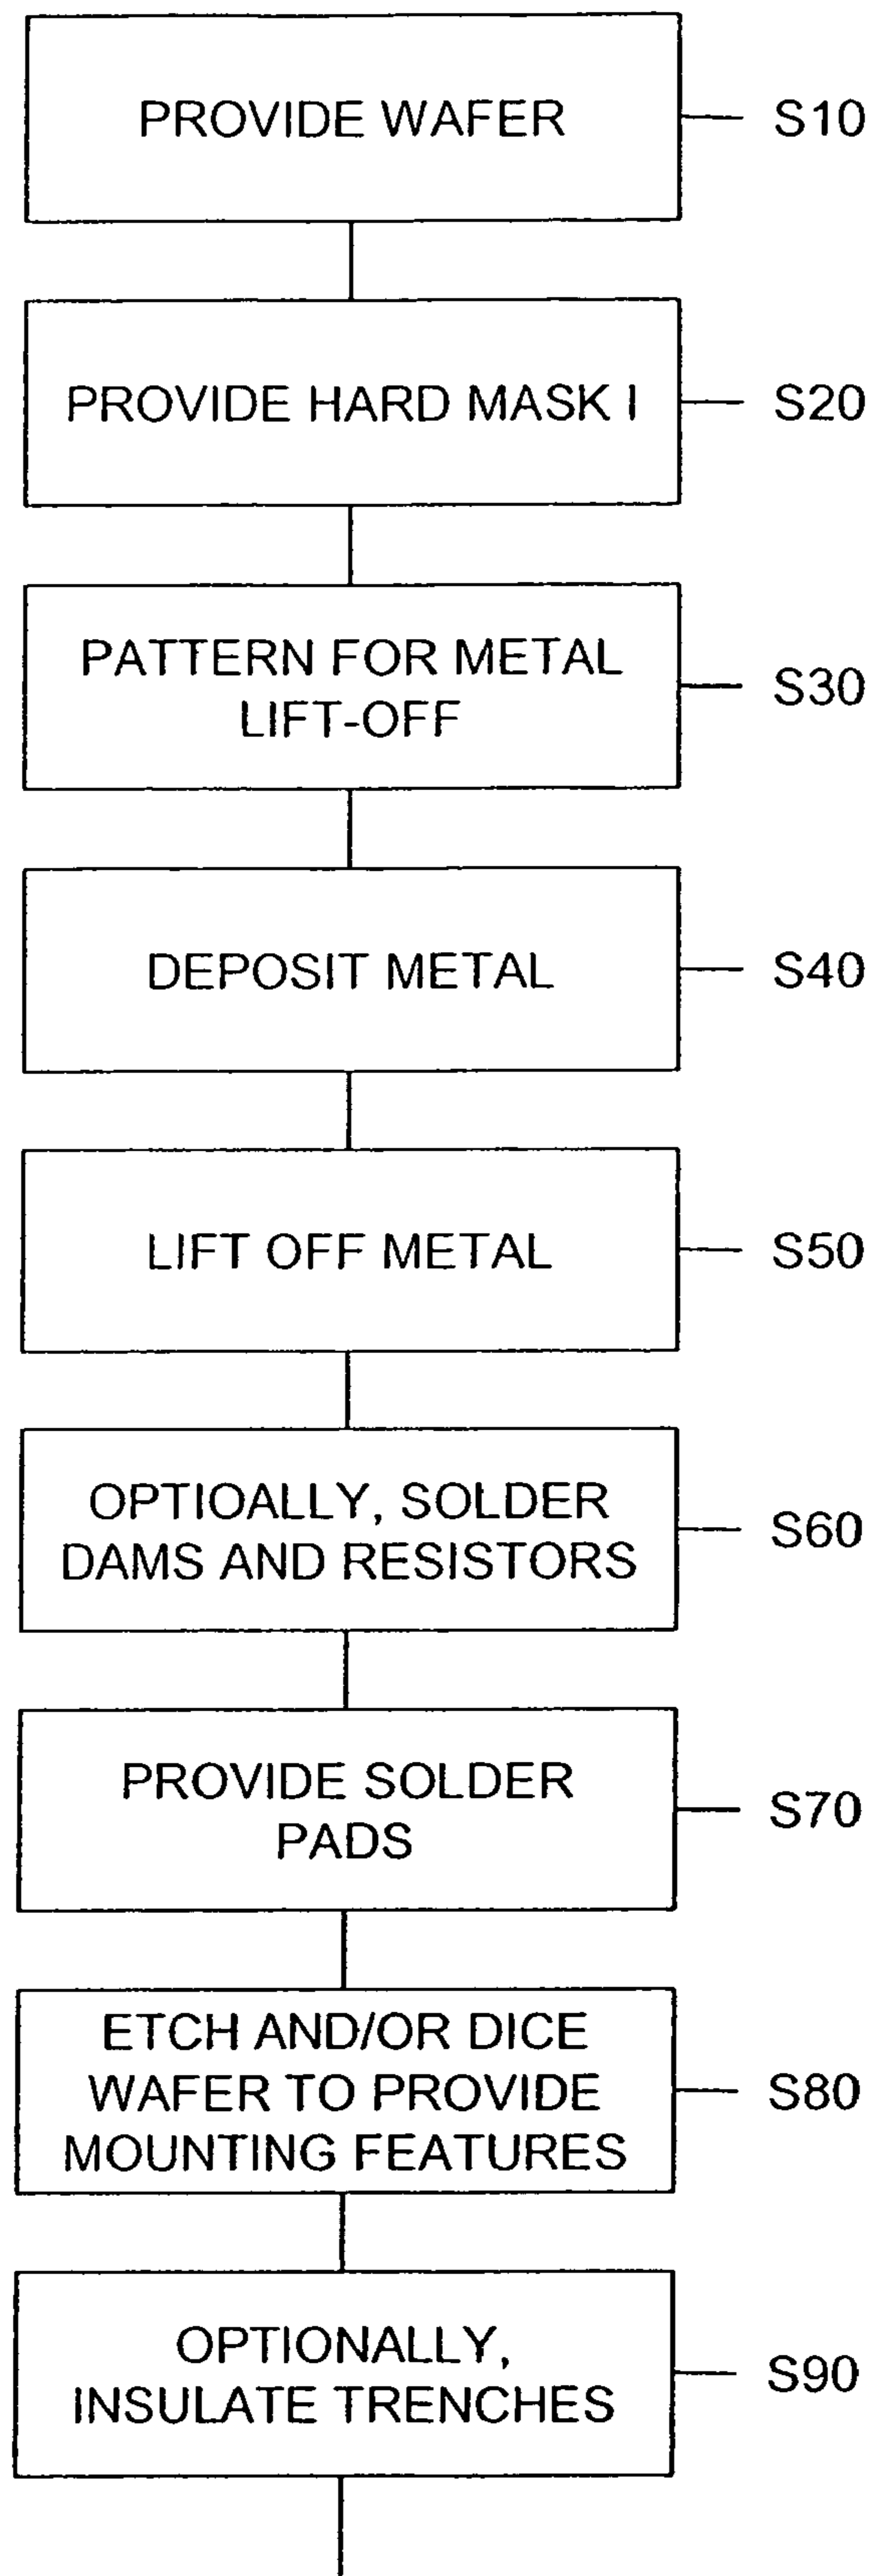 PROVIDE WAFER
S10
PROVIDE HARD MASK I
S20
PATTERN FOR METAL
LIFT-OFF
S30
DEPOSIT METAL
S40
LIFT OFF METAL
S50
OPTIOALLY, SOLDER
DAMS AND RESISTORS
S60
PROVIDE SOLDER
PADS
S70
ETCH AND/OR DICE
WAFER TO PROVIDE
MOUNTING FEATURES
S80
OPTIONALLY,
INSULATE TRENCHES
S90